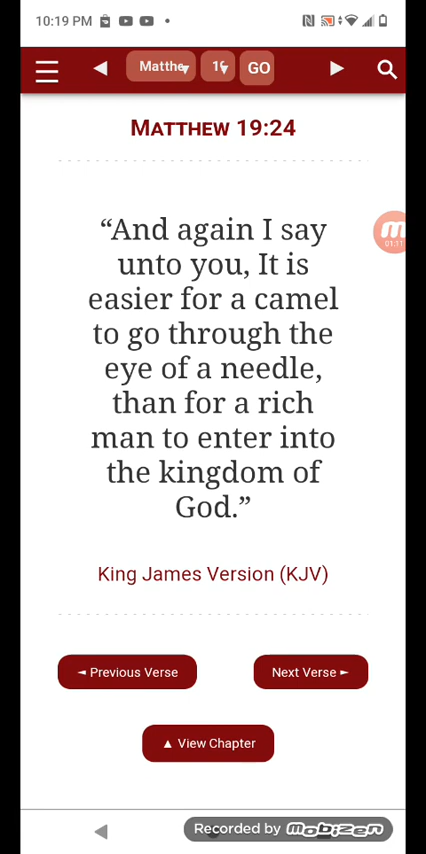 10:19 PM
Matthe
GO
MATTHEW 19:24
“And again I say
unto you, It is
easier for a camel
to go through the
eye of a needle,
than for a rich
man to enter into
the kingdom of
God.”
King James Version (KJV)
◄ Previous Verse
Next Verse ►
▲ View Chapter
01:11
Recorded by mobizen